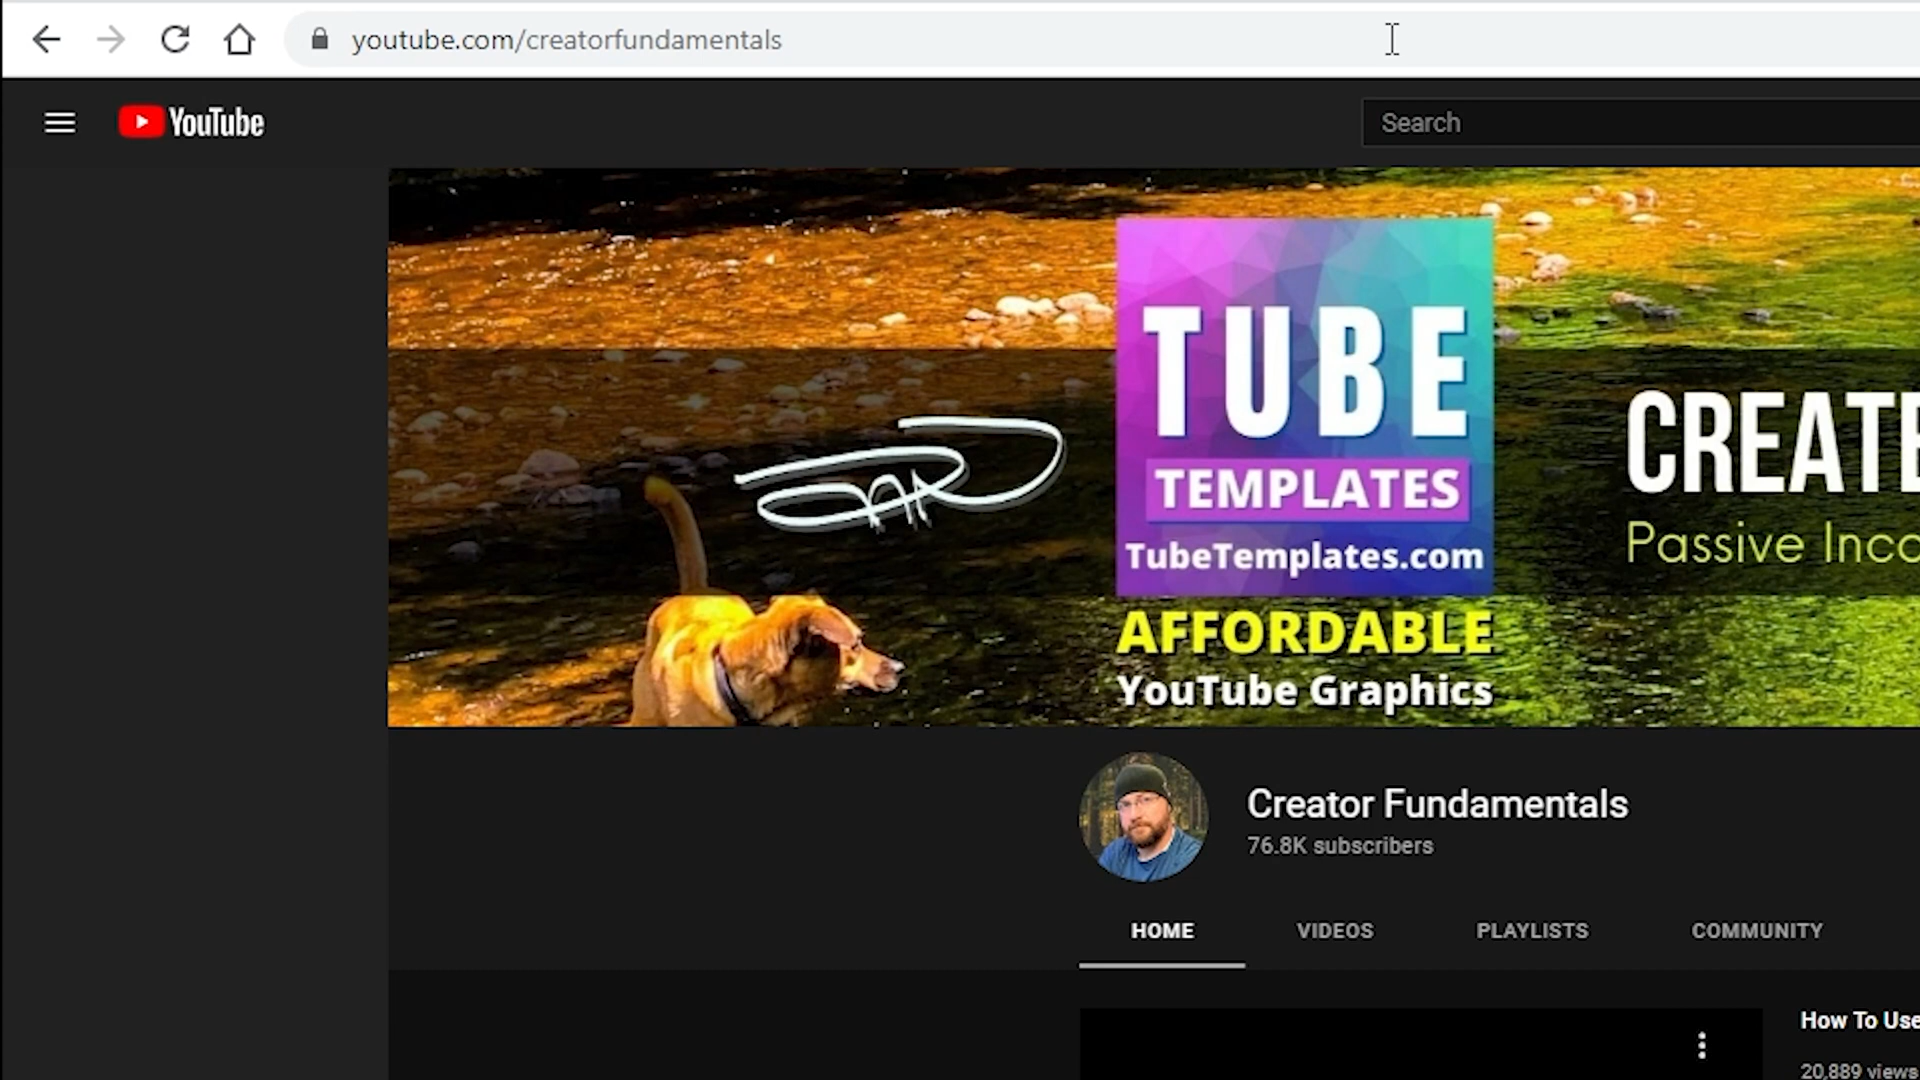 youtube.com/creatorfundamentals
YouTube
Search
TUBE
TEMPLATES
TubeTemplates.com
AFFORDABLE
YouTube Graphics
CREATE
Passive Inco
Creator Fundamentals
76.8K subscribers
HOME VIDEOS PLAYLISTS COMMUNITY
How To Use
20,889 views